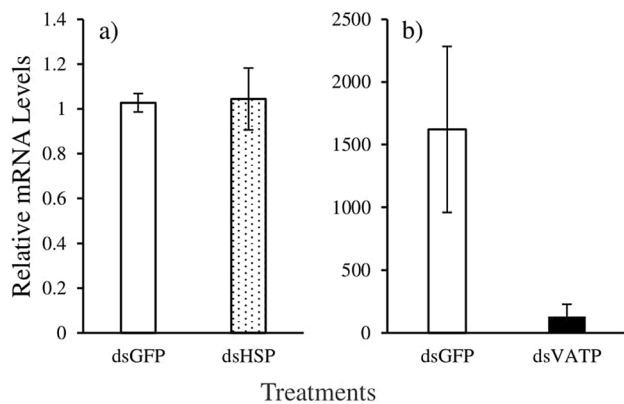 a)
1.4
1.2
1
0.8
0.6
0.4
0.2
0
dsGFP dsHSP
b)
2500
2000
1500
1000
500
0
dsGFP dsVATP
Relative mRNA Levels
Treatments